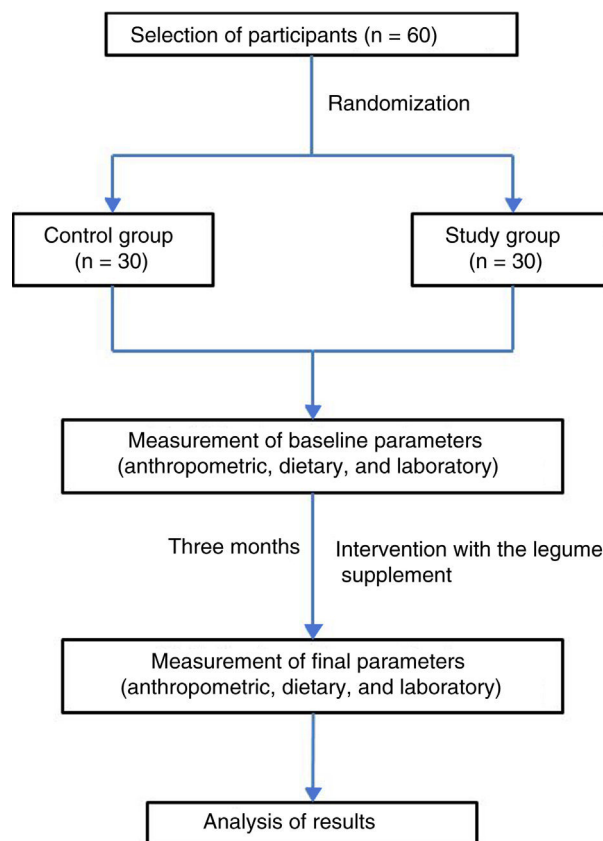 Selection of participants (n = 60)
Randomization
Control group
(n = 30)
Study group
(n = 30)
Measurement of baseline parameters
(anthropometric, dietary, and laboratory)
Three months
Intervention with the legume
supplement
Measurement of final parameters
(anthropometric, dietary, and laboratory)
Analysis of results